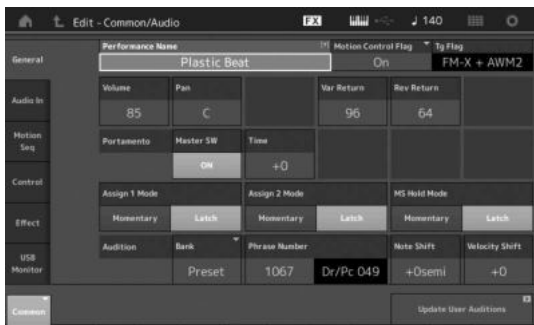 Edit - Common/Audio FX 140
General
Performance Name Motion Control Flag Tg Flag
Plastic Beat On FM-X + AWM2
Audio In
Volume Pan Var Return Rev Return
85 C 96 64
Motion Seq
Portamento Master SW Time
ON +0
Control
Assign 1 Mode Assign 2 Mode MS Hold Mode
Momentary Latch Momentary Latch Momentary Latch
Effect
Audition Bank Phrase Number Note Shift Velocity Shift
USB Monitor
Preset 1067 Dr/Pc 049 +0semi +0
Common Update User Auditions